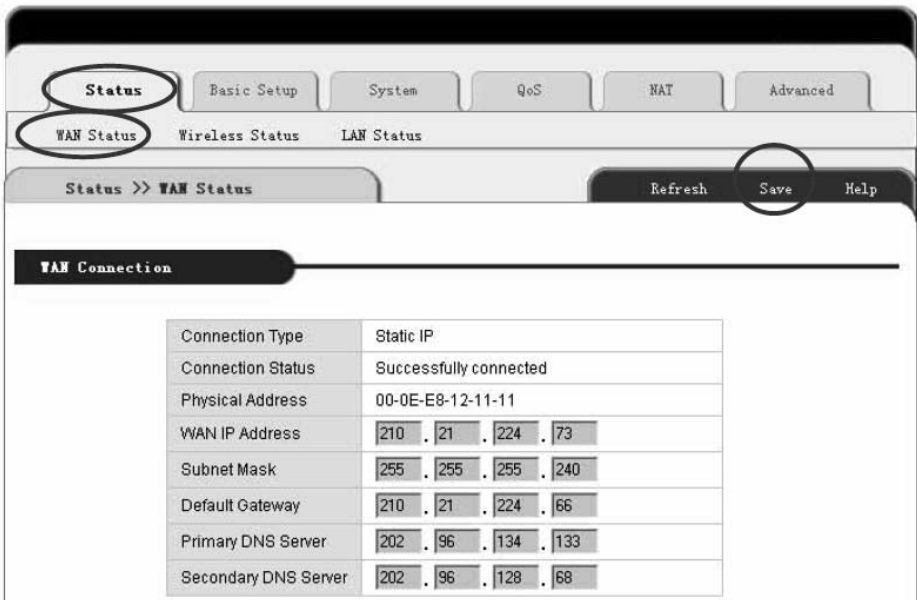 Status Basic Setup System QoS NAT Advanced
WAN Status Wireless Status LAN Status
Status >> WAN Status Refresh Save Help
WAN Connection
Connection Type Static IP
Connection Status Successfully connected
Physical Address 00-0E-E8-12-11-11
WAN IP Address 210 . 21 . 224 . 73
Subnet Mask 255 . 255 . 255 . 240
Default Gateway 210 . 21 . 224 . 66
Primary DNS Server 202 . 96 . 134 . 133
Secondary DNS Server 202 . 96 . 128 . 68